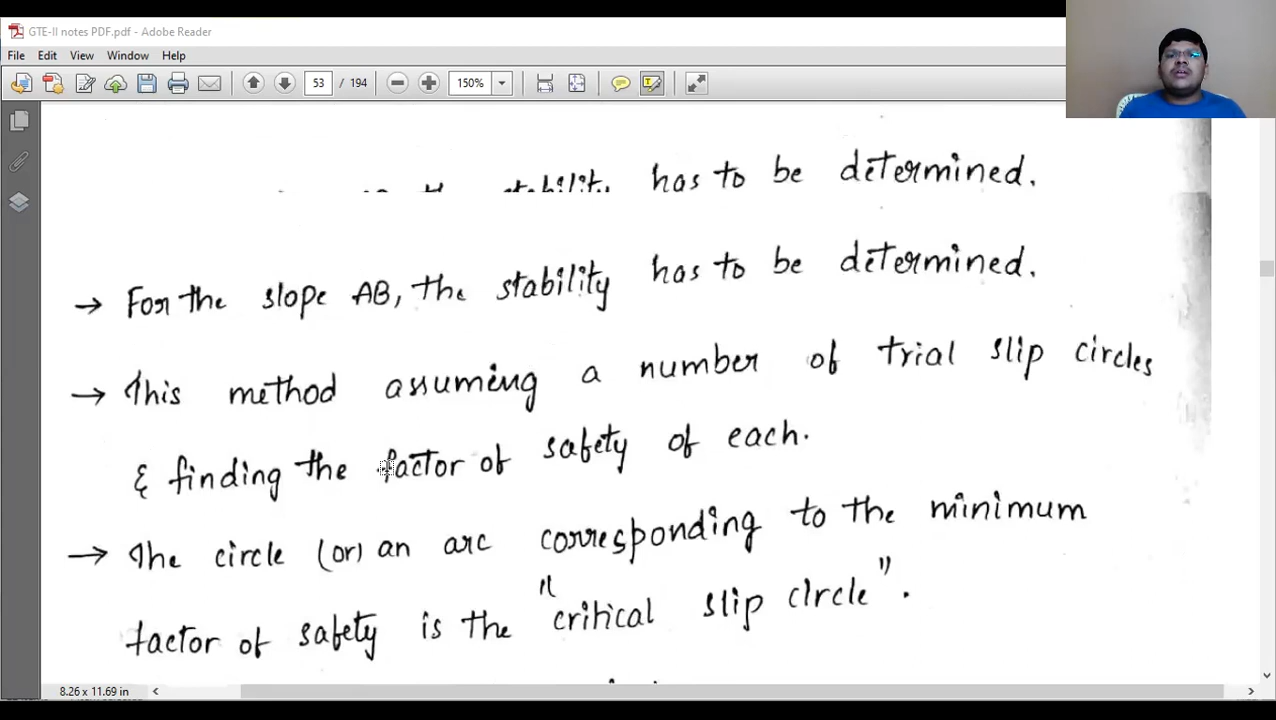 GTE-II notes PDF.pdf - Adobe Reader
File Edit View Window Help
53 / 194 150%
stability has to be determined.
→ For the slope AB, the stability has to be determined.
→ This method assuming a number of trial slip circles
& finding the factor of safety of each.
→ The circle (or) an arc corresponding to the minimum
factor of safety is the "critical slip circle".
8.26 x 11.69 in